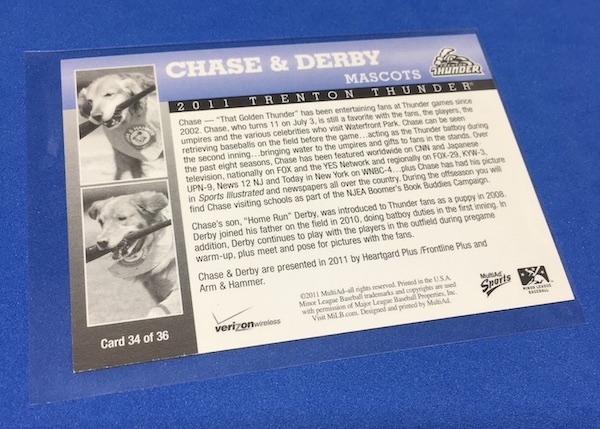 CHASE & DERBY
MASCOTS
THUNDER
2011 TRENTON THUNDER®
Chase — "That Golden Thunder" has been entertaining fans at Thunder games since
2002. Chase, who turns 11 on July 3, is still a favorite with the fans, the players, the
umpires and the various celebrities who visit Waterfront Park. Chase can be seen
retrieving baseballs on the field before the game…acting as the Thunder batboy during
the second inning…bringing water to the umpires and gifts to fans in the stands. Over
the past eight seasons, Chase has been featured worldwide on CNN and Japanese
television, nationally on FOX and the YES Network and regionally on FOX-29, KYW-3,
UPN-9, News 12 NJ and Today in New York on WNBC-4…plus Chase has had his picture
in Sports Illustrated and newspapers all over the country. During the offseason you will
find Chase visiting schools as part of the NJEA Boomer's Book Buddies Campaign.
Chase's son, "Home Run" Derby, was introduced to Thunder fans as a puppy in 2008.
Derby joined his father on the field in 2010, doing batboy duties in the first inning. In
addition, Derby continues to play with the players in the outfield during pregame
warm-up, plus meet and pose for pictures with the fans.
Chase & Derby are presented in 2011 by Heartgard Plus /Frontline Plus and
Arm & Hammer.
Card 34 of 36
verizon wireless
©2011 MultiAd–all rights reserved. Printed in the U.S.A.
Minor League Baseball trademarks and copyrights are used
with permission of Major League Baseball Properties, Inc.
Visit MiLB.com. Designed and printed by MultiAd.
MultiAd
Sports
MINOR LEAGUE
BASEBALL